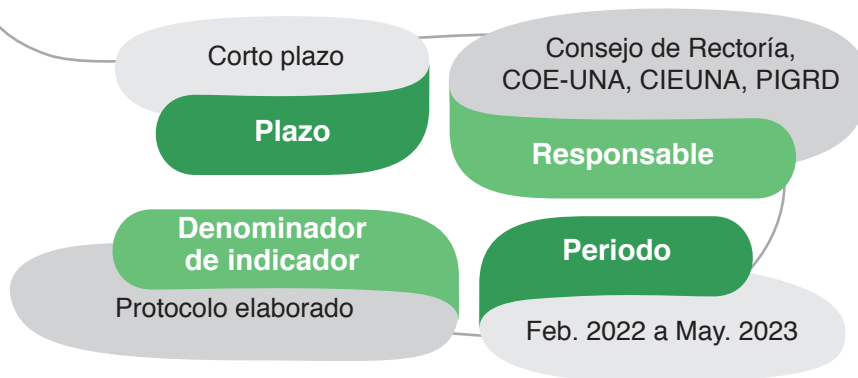 Corto plazo
Plazo
Consejo de Rectoría,
COE-UNA, CIEUNA, PIGRD
Responsable
Denominador
de indicador
Protocolo elaborado
Periodo
Feb. 2022 a May. 2023